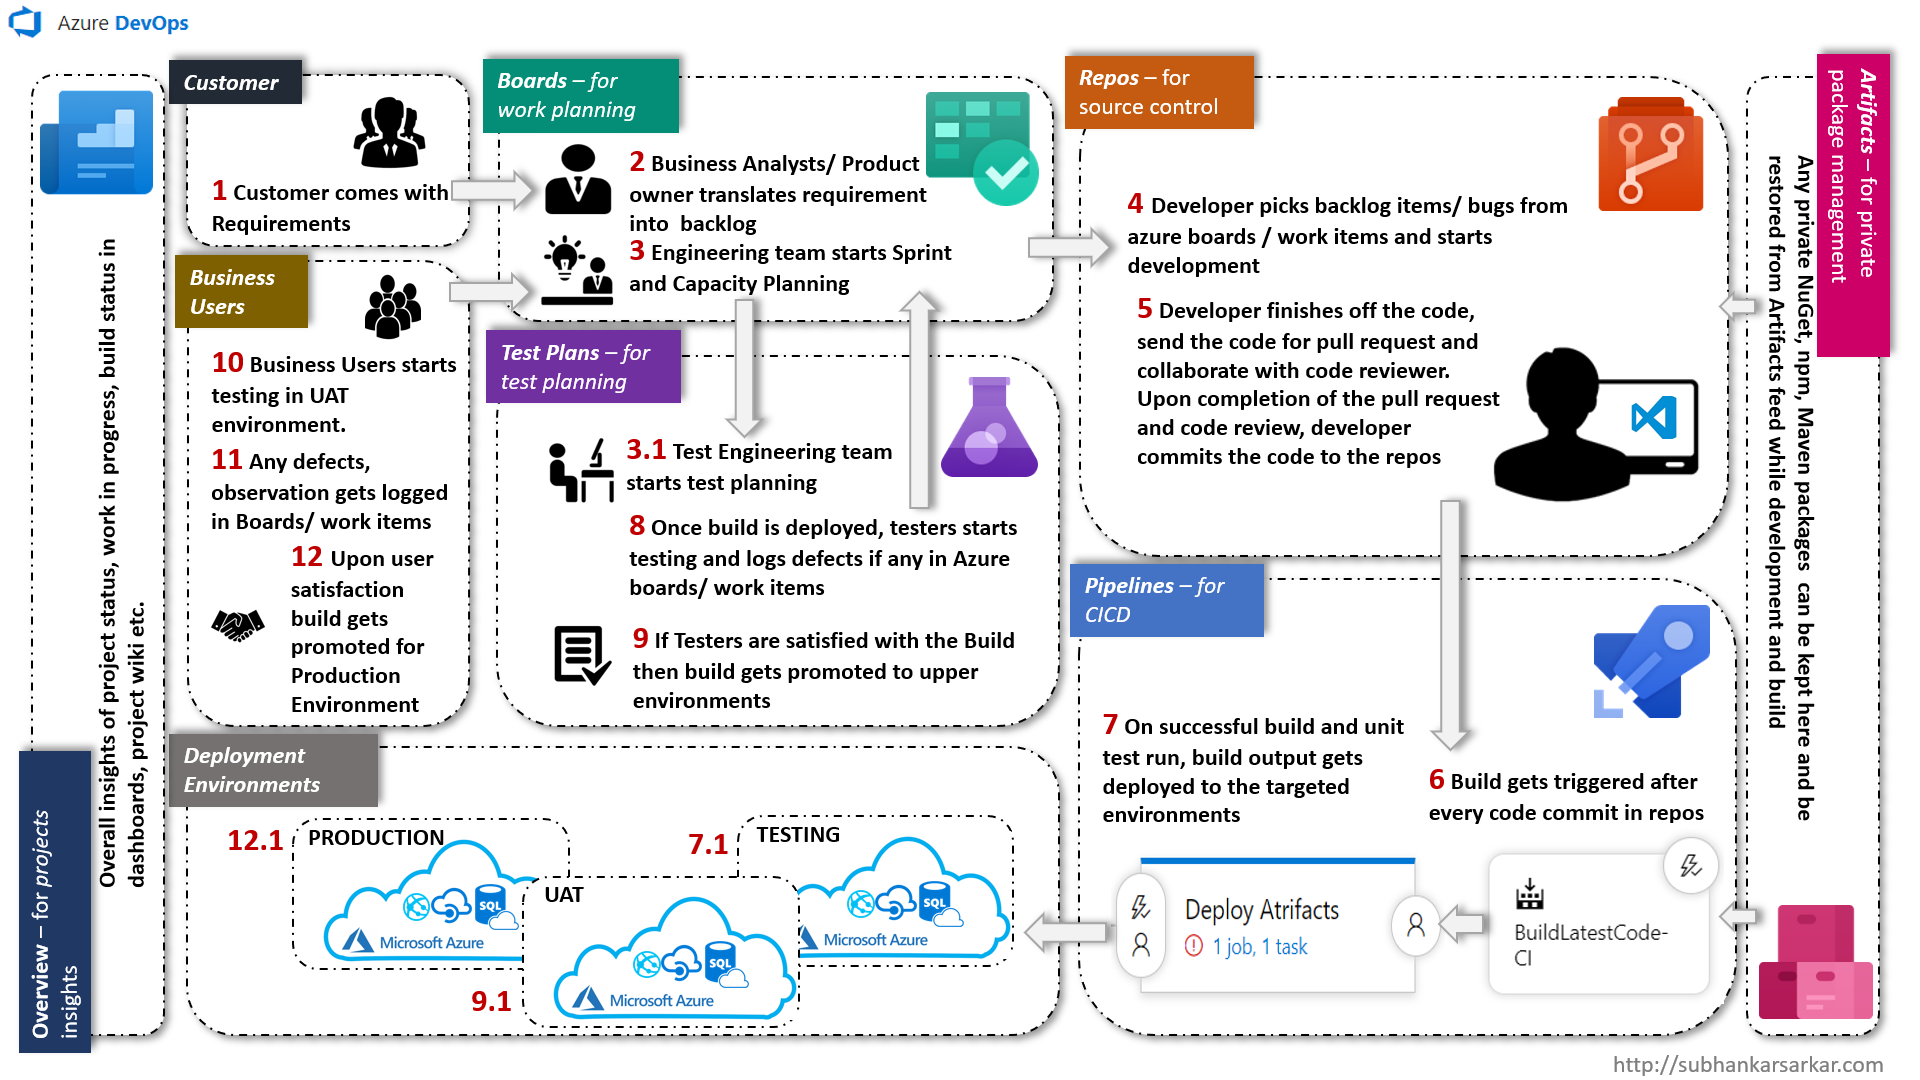 Azure DevOps
Overview – for projects
insights
Overall insights of project status, work in progress, build status in
dashboards, project wiki etc.
Customer
1 Customer comes with
Requirements
Business
Users
10 Business Users starts
testing in UAT
environment.
11 Any defects,
observation gets logged
in Boards/ work items
12 Upon user
satisfaction
build gets
promoted for
Production
Environment
Boards – for
work planning
2 Business Analysts/ Product
owner translates requirement
into backlog
3 Engineering team starts Sprint
and Capacity Planning
Test Plans – for
test planning
3.1 Test Engineering team
starts test planning
8 Once build is deployed, testers starts
testing and logs defects if any in Azure
boards/ work items
9 If Testers are satisfied with the Build
then build gets promoted to upper
environments
Repos – for
source control
4 Developer picks backlog items/ bugs from
azure boards / work items and starts
development
5 Developer finishes off the code,
send the code for pull request and
collaborate with code reviewer.
Upon completion of the pull request
and code review, developer
commits the code to the repos
Pipelines – for
CICD
7 On successful build and unit
test run, build output gets
deployed to the targeted
environments
6 Build gets triggered after
every code commit in repos
Deploy Atrifacts
1 job, 1 task
BuildLatestCode-
CI
Artifacts – for private
package management
Any private NuGet, npm, Maven packages can be kept here and be
restored from Artifacts feed while development and build
Deployment
Environments
12.1
PRODUCTION
SQL
Microsoft Azure
9.1
UAT
SQL
Microsoft Azure
7.1
TESTING
SQL
Microsoft Azure
http://subhankarsarkar.com